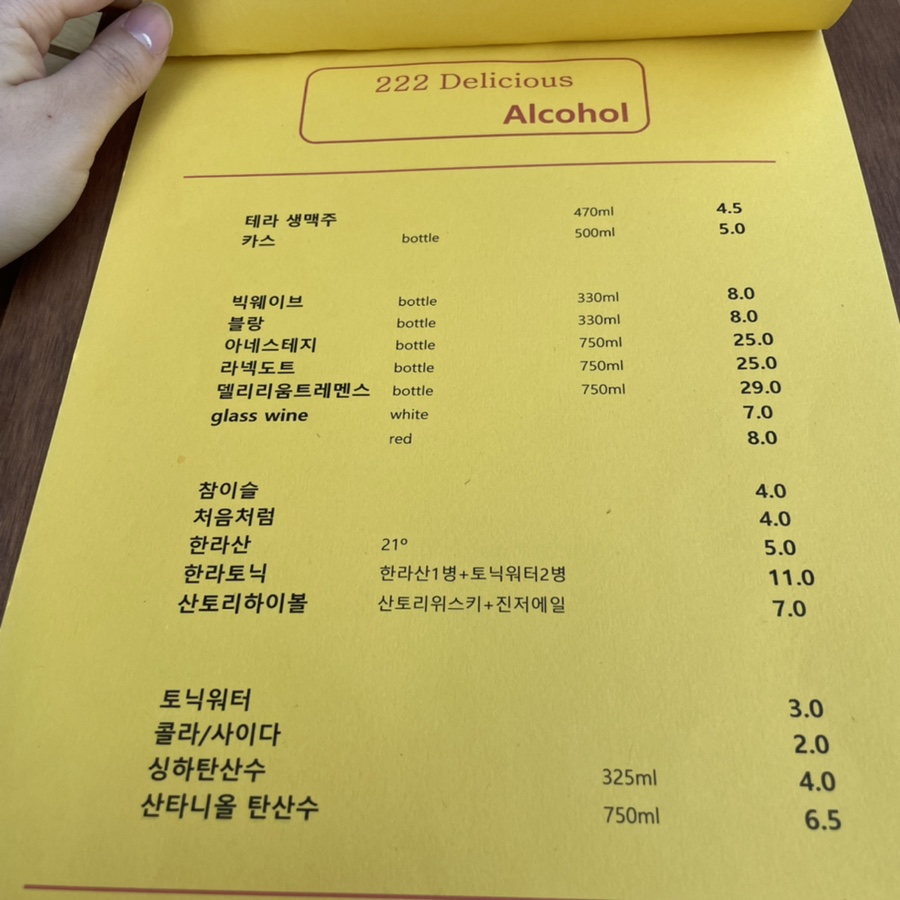 222 Delicious
Alcohol
테라 생맥주 470ml 4.5
카스 bottle 500ml 5.0
빅웨이브 bottle 330ml 8.0
블랑 bottle 330ml 8.0
아네스테지 bottle 750ml 25.0
라넥도트 bottle 750ml 25.0
델리리움트레멘스 bottle 750ml 29.0
glass wine white 7.0
red 8.0
참이슬 4.0
처음처럼 4.0
한라산 21º 5.0
한라토닉 한라산1병+토닉워터2병 11.0
산토리하이볼 산토리위스키+진저에일 7.0
토닉워터 3.0
콜라/사이다 2.0
싱하탄산수 325ml 4.0
산타니올 탄산수 750ml 6.5